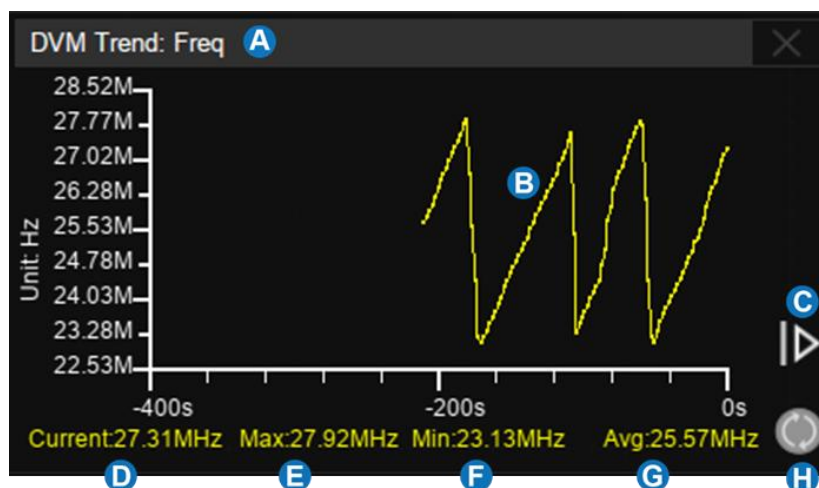 DVM Trend: Freq A
28.52M
27.77M
27.02M
B
26.28M
25.53M
Unit: Hz
24.78M
24.03M
C
23.28M
22.53M
-400s -200s 0s
Current:27.31MHz Max:27.92MHz Min:23.13MHz Avg:25.57MHz
D E F G H